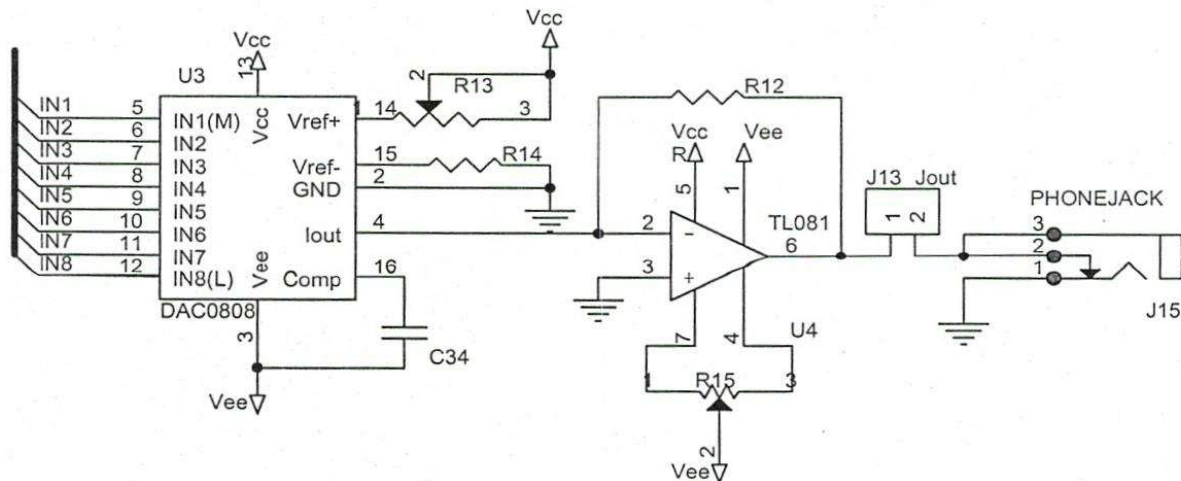 Vcc
Vcc
U3
13
2
R13
R12
IN1
5
IN1(M)
Vcc
Vref+
14
3
IN2
6
IN2
IN3
7
IN3
Vref-
15
R14
IN4
8
IN4
GND
2
IN5
9
IN5
IN6
10
IN6
Iout
4
IN7
11
IN7
IN8
12
IN8(L)
Vee
Comp
16
DAC0808
3
C34
Vee
Vcc
Vee
R
5
1
2
−
3
+
TL081
6
7
4
U4
1
R15
3
2
Vee
J13
Jout
1
2
PHONEJACK
3
2
1
J15